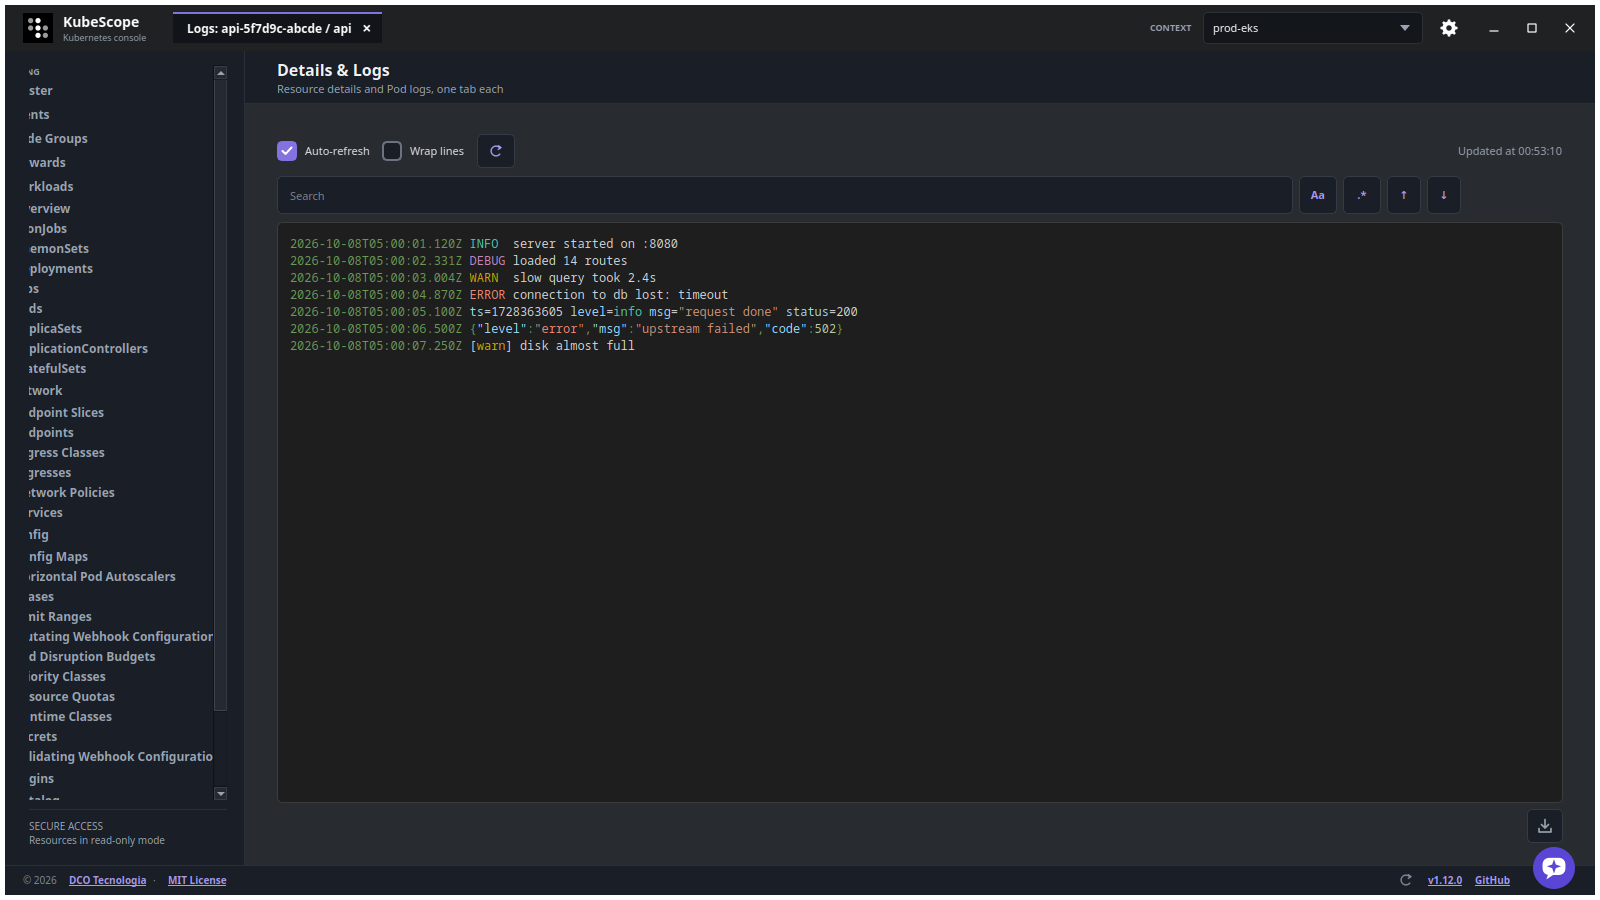 KubeScope
Kubernetes console
Logs: api-5f7d9c-abcde / api ×
CONTEXT
prod-eks
Details & Logs
Resource details and Pod logs, one tab each
Auto-refresh
Wrap lines
Updated at 00:53:10
Search
Aa
.*
↑
↓
2026-10-08T05:00:01.120Z INFO  server started on :8080
2026-10-08T05:00:02.331Z DEBUG loaded 14 routes
2026-10-08T05:00:03.004Z WARN  slow query took 2.4s
2026-10-08T05:00:04.870Z ERROR connection to db lost: timeout
2026-10-08T05:00:05.100Z ts=1728363605 level=info msg="request done" status=200
2026-10-08T05:00:06.500Z {"level":"error","msg":"upstream failed","code":502}
2026-10-08T05:00:07.250Z [warn] disk almost full
NG
ster
ents
de Groups
wards
rkloads
verview
onJobs
emonSets
ployments
bs
ds
plicaSets
plicationControllers
atefulSets
twork
dpoint Slices
dpoints
gress Classes
gresses
etwork Policies
rvices
nfig
nfig Maps
orizontal Pod Autoscalers
ases
mit Ranges
utating Webhook Configuration
d Disruption Budgets
iority Classes
source Quotas
ntime Classes
crets
lidating Webhook Configuratio
gins
SECURE ACCESS
Resources in read-only mode
© 2026 DCO Tecnologia · MIT License
v1.12.0 GitHub